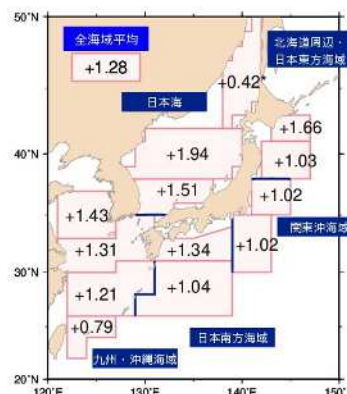 50°N
全海域平均
+1.28
北海道周辺・
日本東方海域
+0.42*
日本海
+1.66
40°N
+1.94
+1.03
+1.51
+1.02
+1.43
関東沖海域
+1.31
+1.34
+1.02
30°N
+1.21
+1.04
+0.79
日本南方海域
九州・沖縄海域
20°N
120°E
130°E
140°E
150°E